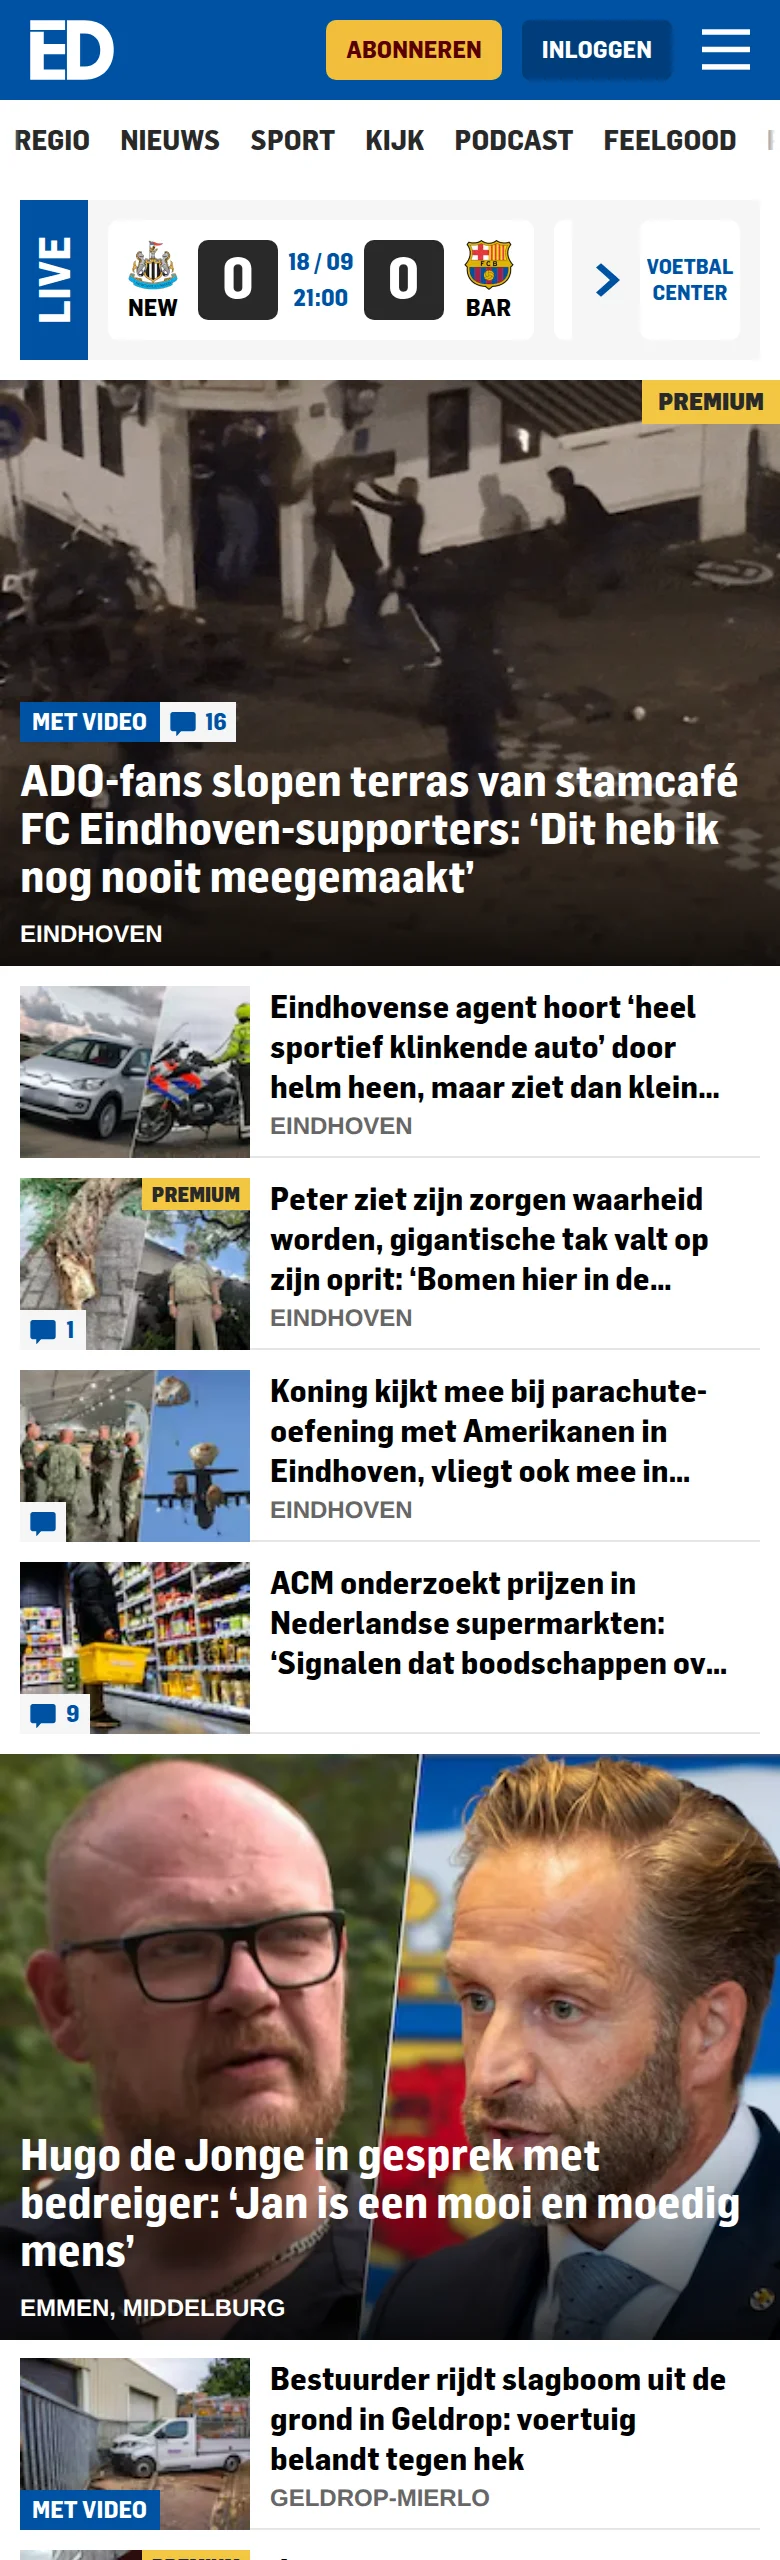 ED
ABONNEREN
INLOGGEN
REGIO NIEUWS SPORT KIJK PODCAST FEELGOOD
LIVE
NEW
0
18 / 09
21:00
0
FCB
BAR
VOETBAL
CENTER
PREMIUM
MET VIDEO
16
ADO-fans slopen terras van stamcafé
FC Eindhoven-supporters: ‘Dit heb ik
nog nooit meegemaakt’
EINDHOVEN
Eindhovense agent hoort ‘heel
sportief klinkende auto’ door
helm heen, maar ziet dan klein...
EINDHOVEN
PREMIUM
1
Peter ziet zijn zorgen waarheid
worden, gigantische tak valt op
zijn oprit: ‘Bomen hier in de...
EINDHOVEN
Koning kijkt mee bij parachute-
oefening met Amerikanen in
Eindhoven, vliegt ook mee in...
EINDHOVEN
9
ACM onderzoekt prijzen in
Nederlandse supermarkten:
‘Signalen dat boodschappen ov...
Hugo de Jonge in gesprek met
bedreiger: ‘Jan is een mooi en moedig
mens’
EMMEN, MIDDELBURG
MET VIDEO
Bestuurder rijdt slagboom uit de
grond in Geldrop: voertuig
belandt tegen hek
GELDROP-MIERLO